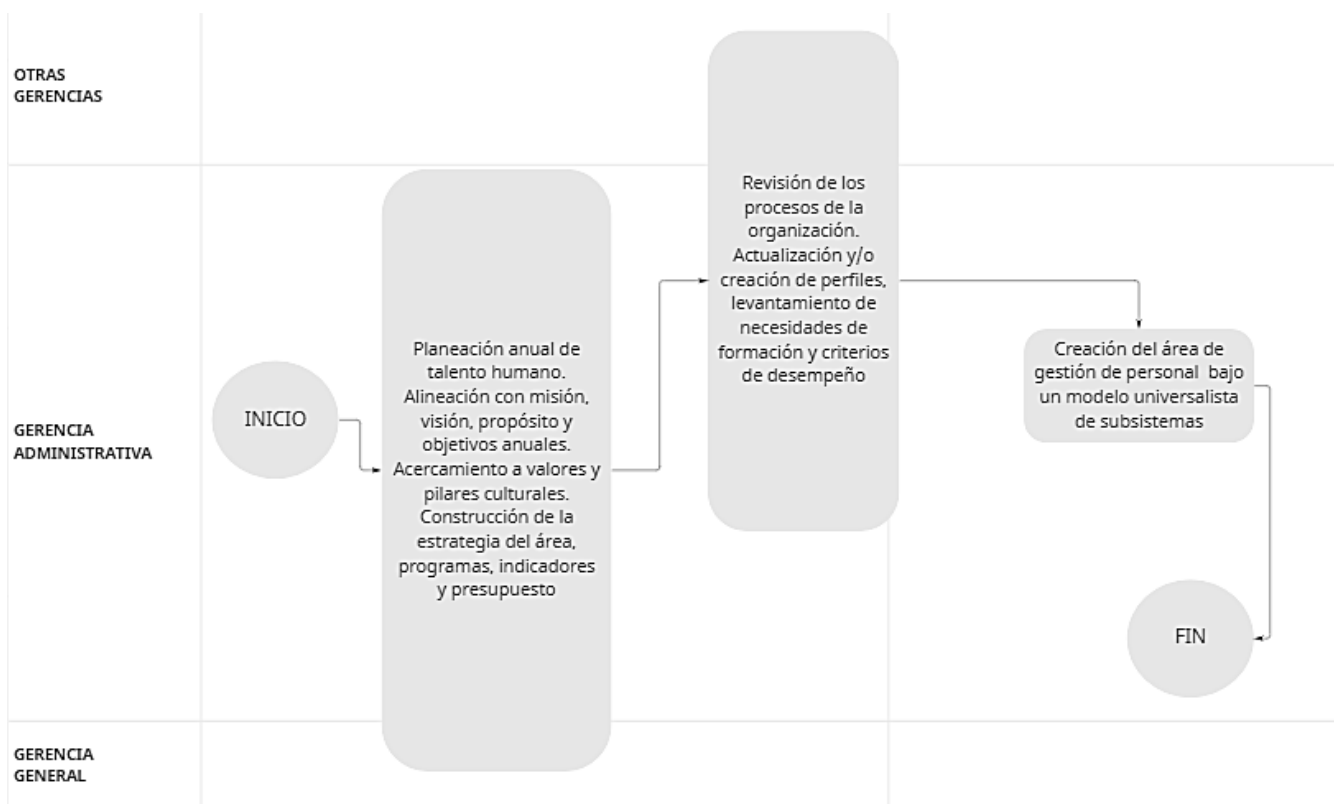 OTRAS
GERENCIAS
GERENCIA
ADMINISTRATIVA
GERENCIA
GENERAL
INICIO
Planeación anual de
talento humano.
Alineación con misión,
visión, propósito y
objetivos anuales.
Acercamiento a valores y
pilares culturales.
Construcción de la
estrategia del área,
programas, indicadores
y presupuesto
Revisión de los
procesos de la
organización.
Actualización y/o
creación de perfiles,
levantamiento de
necesidades de
formación y criterios
de desempeño
Creación del área de
gestión de personal bajo
un modelo universalista
de subsistemas
FIN